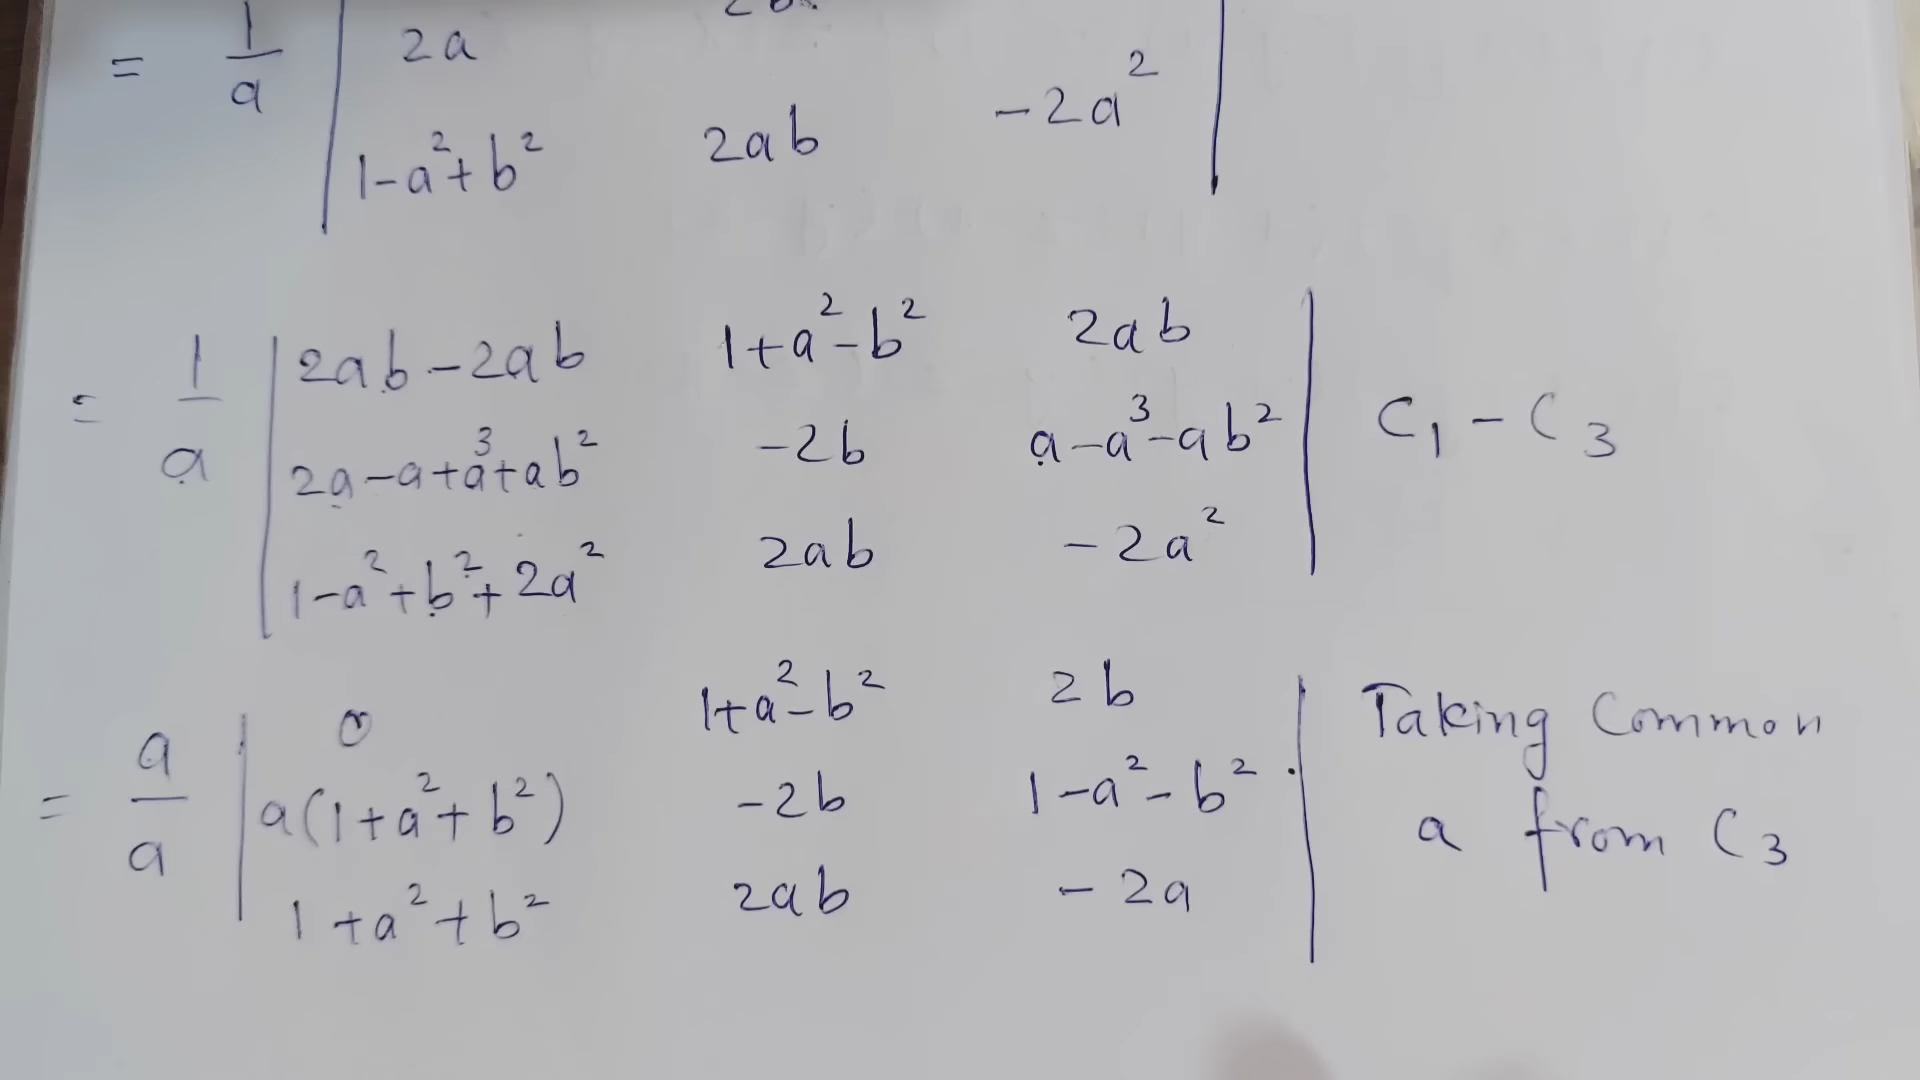 = 1/a | 2a
1-a²+b² 2ab -2a² |
= 1/a | 2ab-2ab 1+a²-b² 2ab |
2a-a+a³+ab² -2b a-a³-ab² | C₁-C₃
1-a²+b²+2a² 2ab -2a²
= a/a | 0 1+a²-b² 2b | Taking Common
a(1+a²+b²) -2b 1-a²-b² . a from C₃
1+a²+b² 2ab -2a